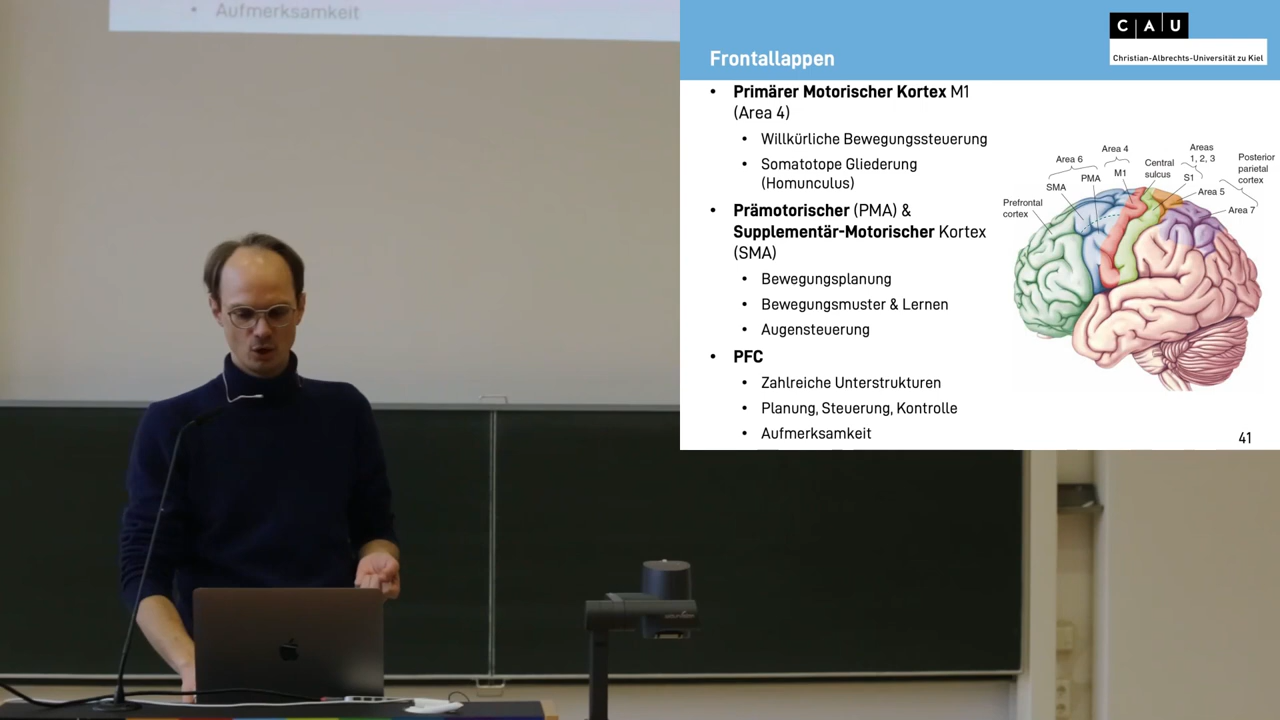 • Aufmerksamkeit
Frontallappen
C A U
Christian-Albrechts-Universität zu Kiel
• Primärer Motorischer Kortex M1
(Area 4)
• Willkürliche Bewegungssteuerung
• Somatotope Gliederung
(Homunculus)
• Prämotorischer (PMA) &
Supplementär-Motorischer Kortex
(SMA)
• Bewegungsplanung
• Bewegungsmuster & Lernen
• Augensteuerung
• PFC
• Zahlreiche Unterstrukturen
• Planung, Steuerung, Kontrolle
• Aufmerksamkeit
Prefrontal
cortex
SMA
Area 6
PMA
Area 4
M1
Central
sulcus
Areas
1, 2, 3
S1
Area 5
Posterior
parietal
cortex
Area 7
41